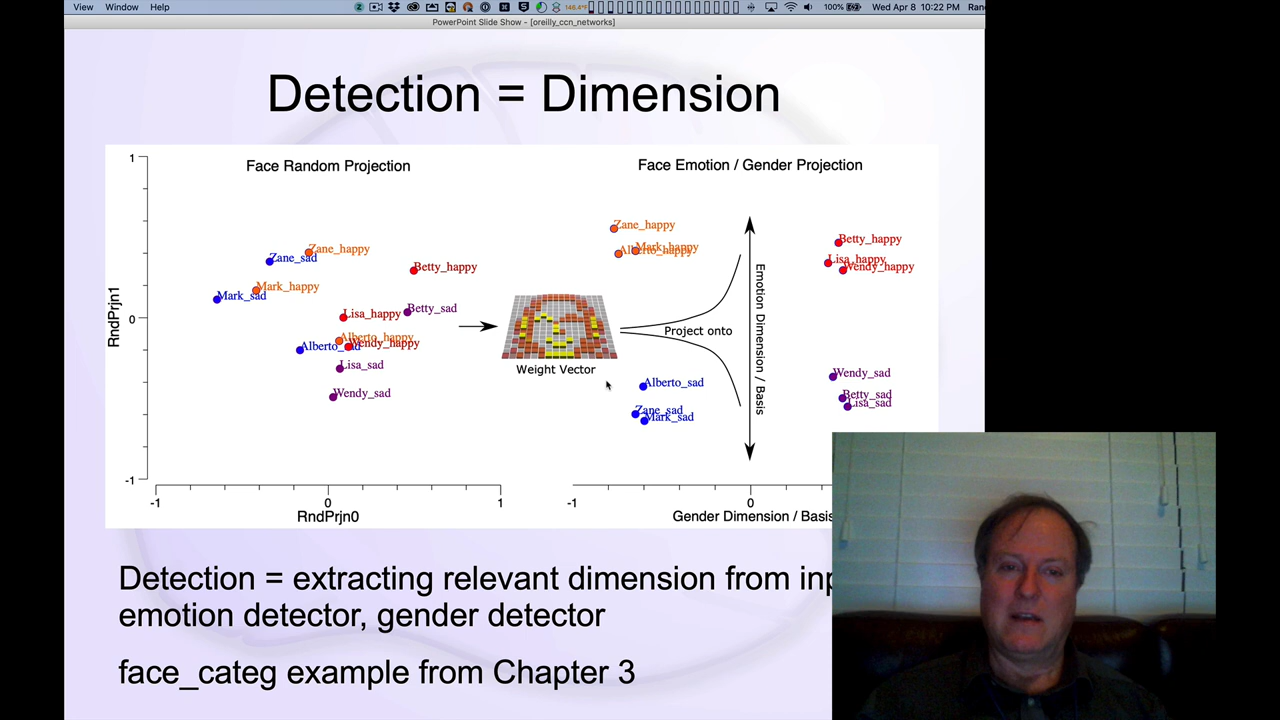 View Window Help
146.4°F
100%
Wed Apr 8 10:22 PM
Ran
PowerPoint Slide Show - [oreilly_ccn_networks]
Detection = Dimension
Face Random Projection
Face Emotion / Gender Projection
1
Zane_happy
Zane_sad
Mark_happy
Mark_sad
Betty_happy
Betty_sad
Lisa_happy
Alberto_happy
Alberto_sad
Wendy_happy
Lisa_sad
Wendy_sad
RndPrjn1
0
-1
-1
0
1
RndPrjn0
Weight Vector
Project onto
Zane_happy
Mark_happy
Alberto_happy
Betty_happy
Lisa_happy
Wendy_happy
Emotion Dimension / Basis
Alberto_sad
Zane_sad
Mark_sad
Wendy_sad
Betty_sad
Lisa_sad
-1
0
Gender Dimension / Basis
Detection = extracting relevant dimension from inp
emotion detector, gender detector
face_categ example from Chapter 3